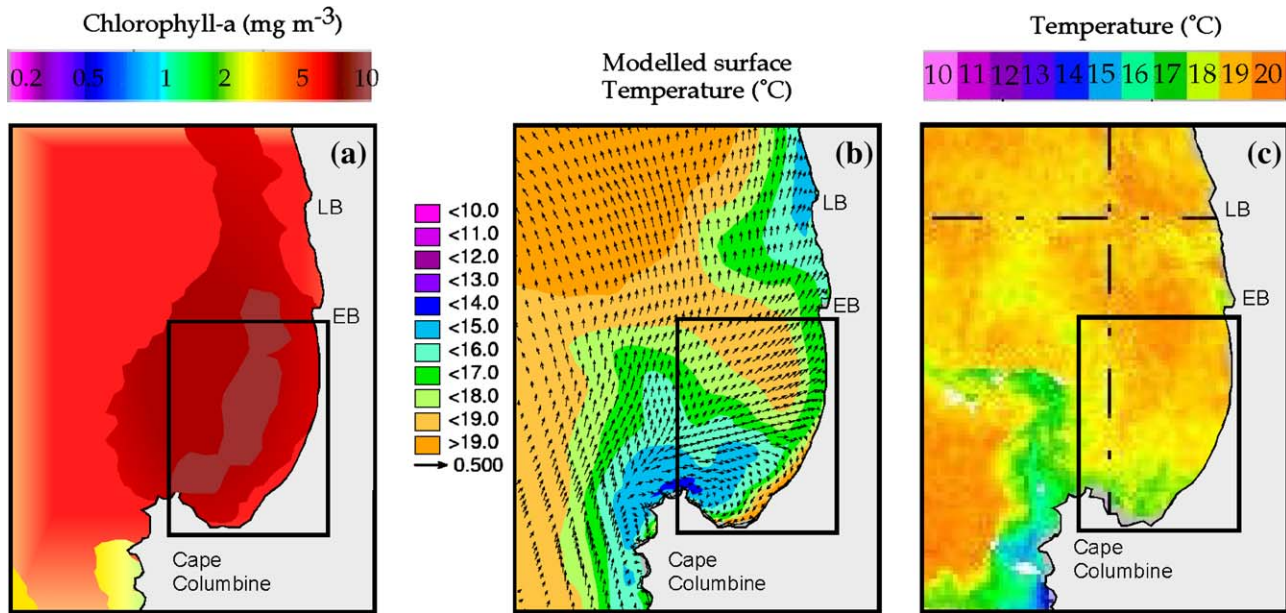 Chlorophyll-a (mg m-3)
0.2 0.5 1 2 5 10
(a)
LB
EB
Cape
Columbine
Modelled surface
Temperature (°C)
<10.0
<11.0
<12.0
<13.0
<14.0
<15.0
<16.0
<17.0
<18.0
<19.0
>19.0
0.500
(b)
LB
EB
Cape
Columbine
Temperature (°C)
10 11 12 13 14 15 16 17 18 19 20
(c)
LB
EB
Cape
Columbine